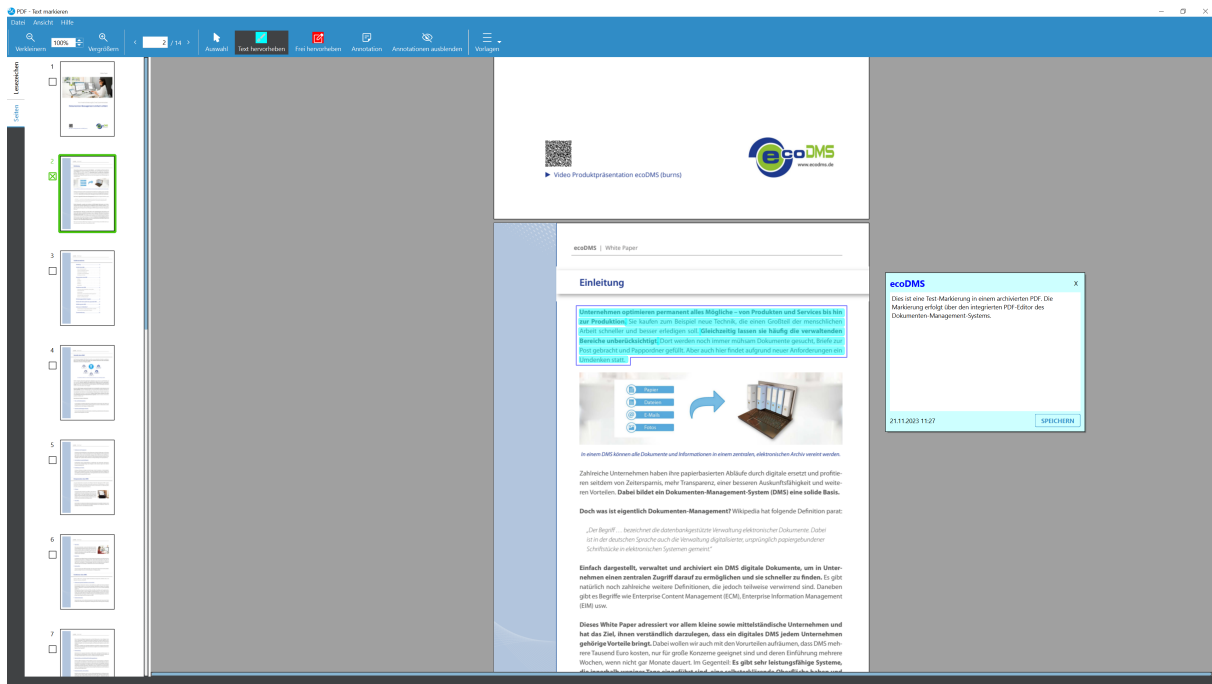 PDF - Text markieren
Datei Ansicht Hilfe
Verkleinern
100%
Vergrößern
2 / 14
Auswahl
Text hervorheben
Frei hervorheben
Annotation
Annotationen ausblenden
Vorlagen
Lesezeichen
Seiten
1
2
3
4
5
6
7
Video Produktpräsentation ecoDMS (burns)
ecoDMS
www.ecodms.de
ecoDMS | White Paper
Einleitung
Unternehmen optimieren permanent alles Mögliche – von Produkten und Services bis hin
zur Produktion. Sie kaufen zum Beispiel neue Technik, die einen Großteil der menschlichen
Arbeit schneller und besser erledigen soll. Gleichzeitig lassen sie häufig die verwaltenden
Bereiche unberücksichtigt. Dort werden noch immer mühsam Dokumente gesucht, Briefe zur
Post gebracht und Pappordner gefüllt. Aber auch hier findet aufgrund neuer Anforderungen ein
Umdenken statt:
Papier
Dateien
E-Mails
Fotos
In einem DMS können alle Dokumente und Informationen in einem zentralen, elektronischen Archiv vereint werden.
Zahlreiche Unternehmen haben ihre papierbasierten Abläufe durch digitale ersetzt und profitie-
ren seitdem von Zeitersparnis, mehr Transparenz, einer besseren Auskunftsfähigkeit und weite-
ren Vorteilen. Dabei bildet ein Dokumenten-Management-System (DMS) eine solide Basis.
Doch was ist eigentlich Dokumenten-Management? Wikipedia hat folgende Definition parat:
„Der Begriff … bezeichnet die datenbankgestützte Verwaltung elektronischer Dokumente. Dabei
ist in der deutschen Sprache auch die Verwaltung digitalisierter, ursprünglich papiergebundener
Schriftstücke in elektronischen Systemen gemeint."
Einfach dargestellt, verwaltet und archiviert ein DMS digitale Dokumente, um in Unter-
nehmen einen zentralen Zugriff darauf zu ermöglichen und sie schneller zu finden. Es gibt
natürlich noch zahlreiche weitere Definitionen, die jedoch teilweise verwirrend sind. Daneben
gibt es Begriffe wie Enterprise Content Management (ECM), Enterprise Information Management
(EIM) usw.
Dieses White Paper adressiert vor allem kleine sowie mittelständische Unternehmen und
hat das Ziel, ihnen verständlich darzulegen, dass ein digitales DMS jedem Unternehmen
gehörige Vorteile bringt. Dabei wollen wir auch mit den Vorurteilen aufräumen, dass DMS meh-
rere Tausend Euro kosten, nur für große Konzerne geeignet sind und deren Einführung mehrere
Wochen, wenn nicht gar Monate dauert. Im Gegenteil: Es gibt sehr leistungsfähige Systeme,
ecoDMS
X
Dies ist eine Test-Markierung in einem archivierten PDF. Die
Markierung erfolgt über den integrierten PDF-Editor des
Dokumenten-Management-Systems.
21.11.2023 11:27
SPEICHERN